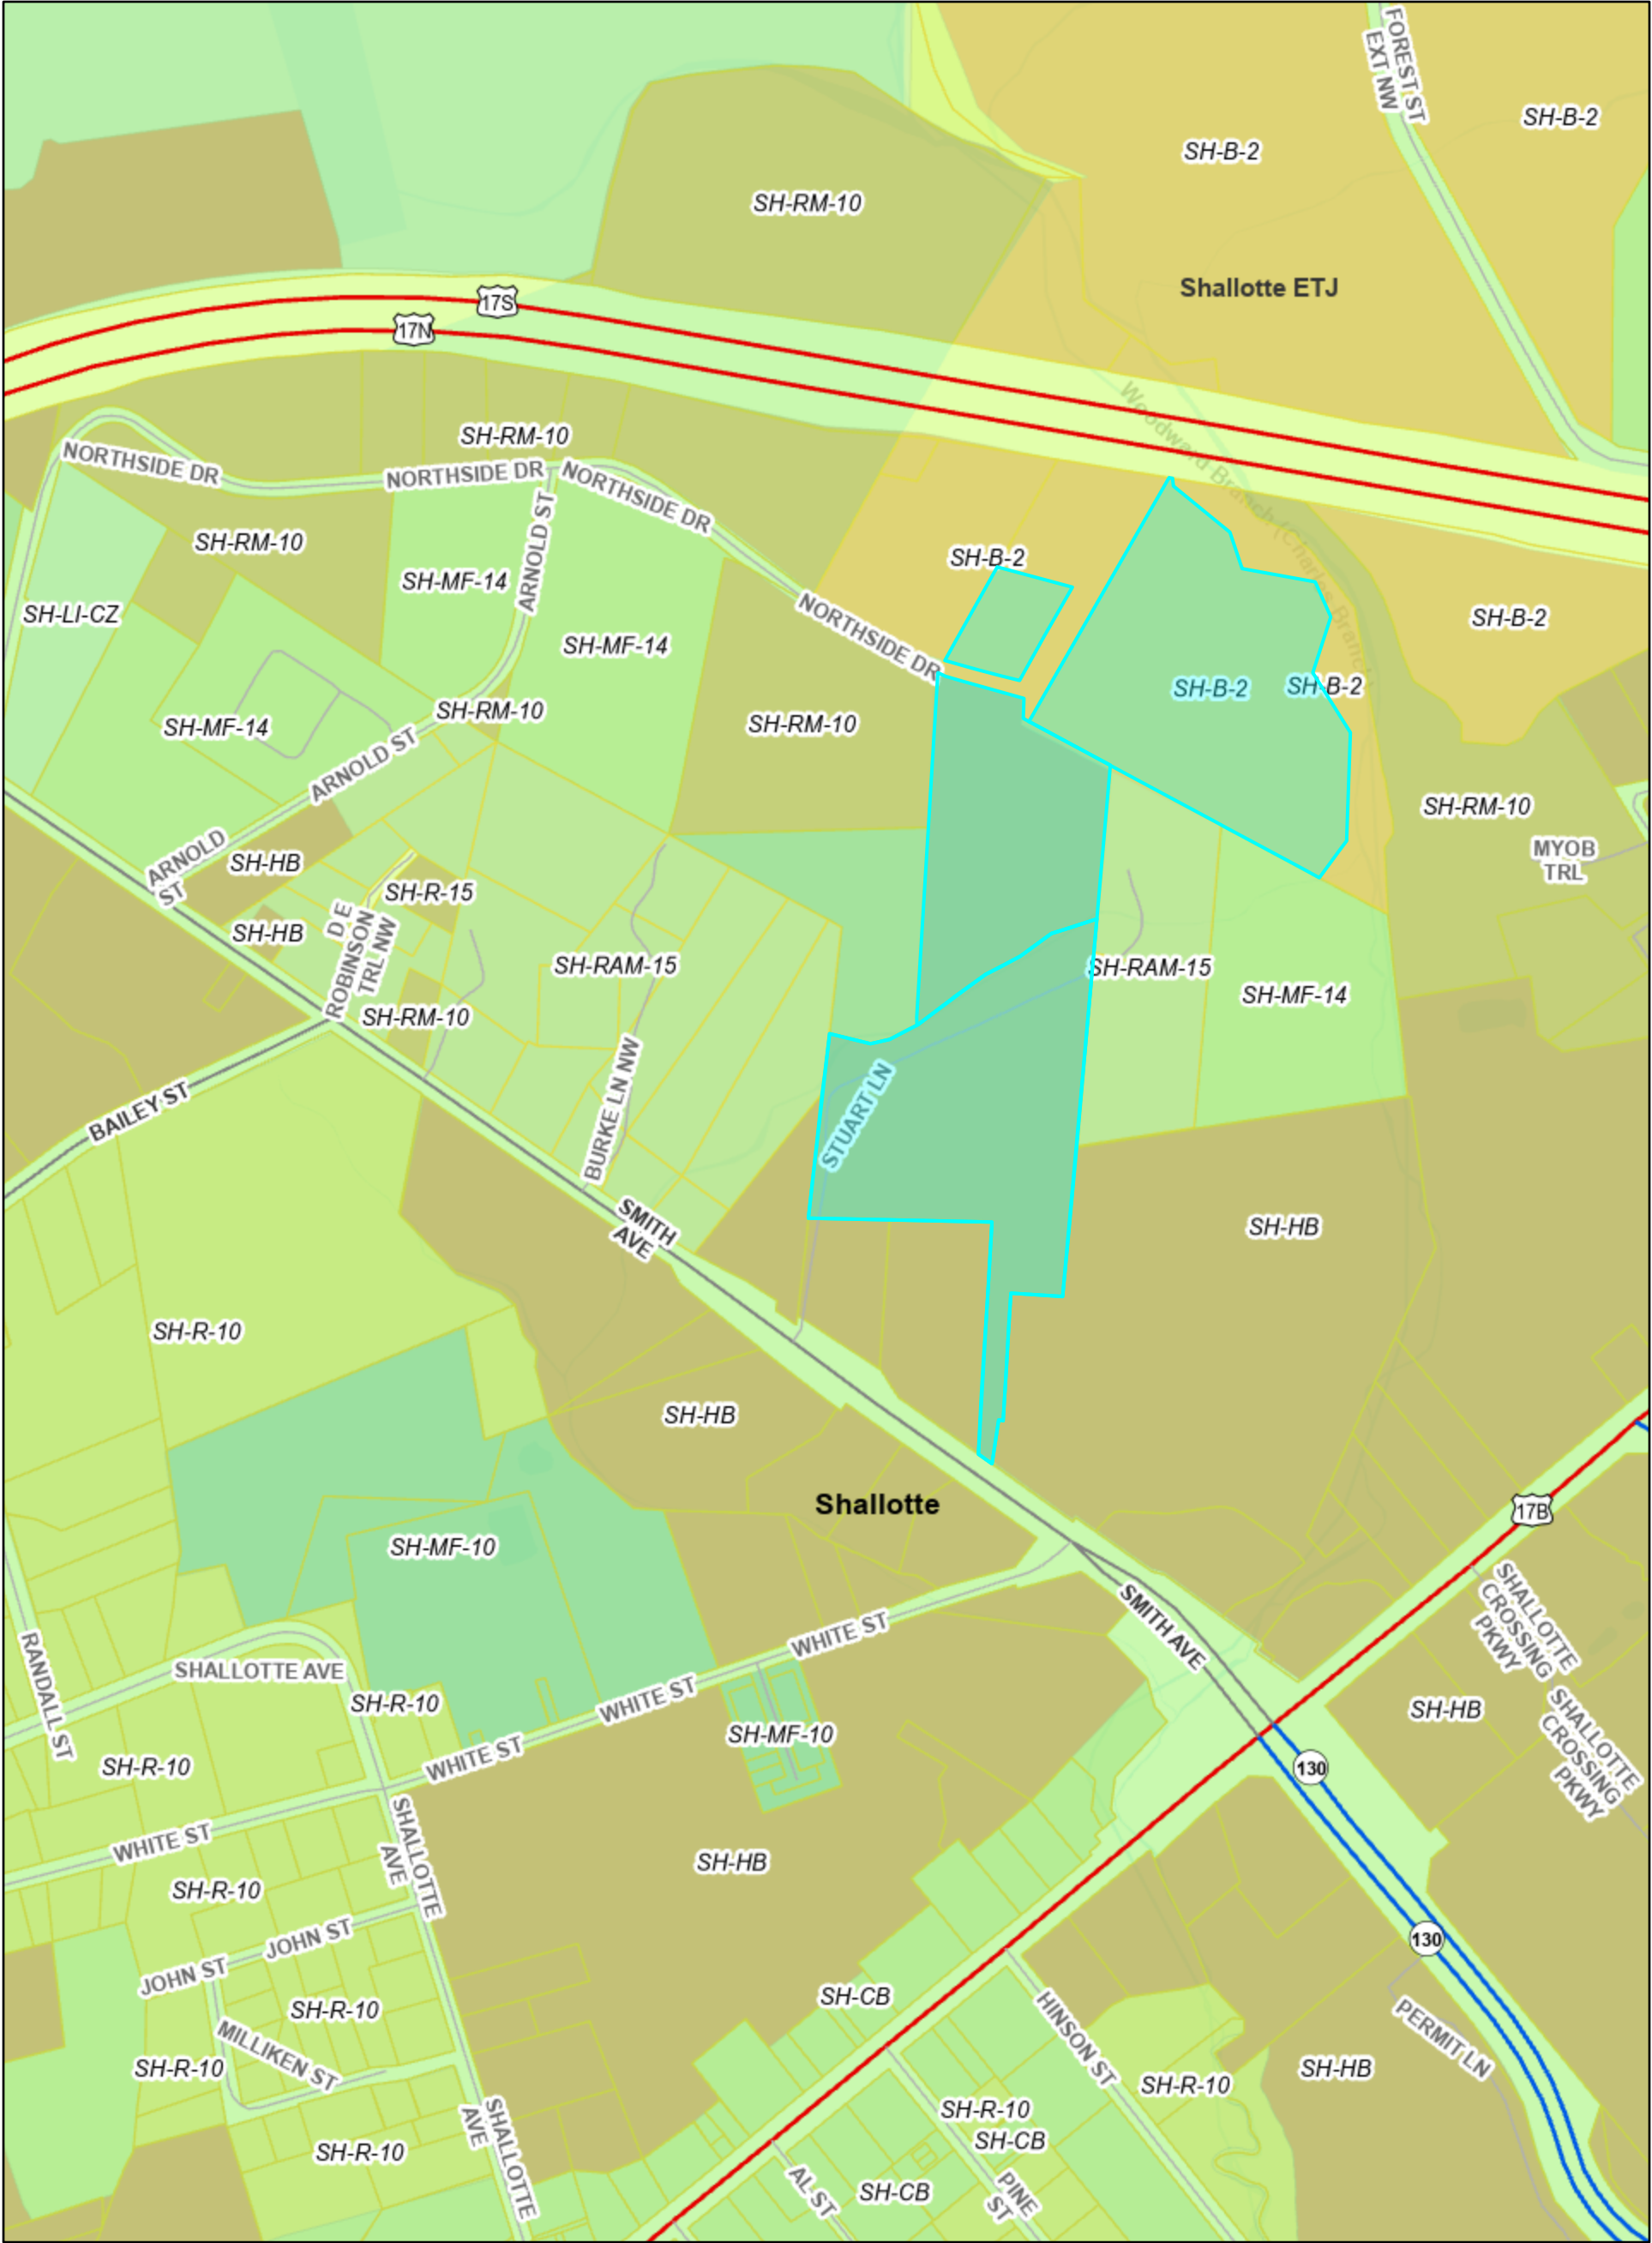 FOREST ST
EXT NW
SH-B-2
SH-B-2
SH-RM-10
Shallotte ETJ
17S
17N
Woodward Branch (Charles Branch)
SH-RM-10
NORTHSIDE DR
NORTHSIDE DR
NORTHSIDE DR
ARNOLD ST
SH-RM-10
SH-MF-14
SH-B-2
SH-LI-CZ
SH-MF-14
NORTHSIDE DR
SH-B-2
SH-B-2
SH-B-2
SH-RM-10
SH-MF-14
SH-RM-10
ARNOLD ST
SH-RM-10
MYOB
TRL
ARNOLD
ST
SH-HB
SH-R-15
SH-HB
D E
ROBINSON
TRL NW
SH-RAM-15
SH-RAM-15
SH-MF-14
SH-RM-10
BAILEY ST
BURKE LN NW
STUART LN
SMITH
AVE
SH-HB
SH-R-10
SH-HB
Shallotte
17B
SH-MF-10
SMITH AVE
SHALLOTTE
CROSSING
PKWY
WHITE ST
RANDALL ST
SHALLOTTE AVE
SH-R-10
WHITE ST
SH-MF-10
SH-HB
SHALLOTTE
CROSSING
PKWY
WHITE ST
SH-R-10
130
WHITE ST
SHALLOTTE
AVE
SH-HB
SH-R-10
130
JOHN ST
JOHN ST
SH-CB
SH-R-10
HINSON ST
PERMIT LN
MILLIKEN ST
SH-R-10
SH-HB
SH-R-10
SH-R-10
SH-CB
SHALLOTTE
AVE
SH-R-10
AL ST
SH-CB
PINE
ST